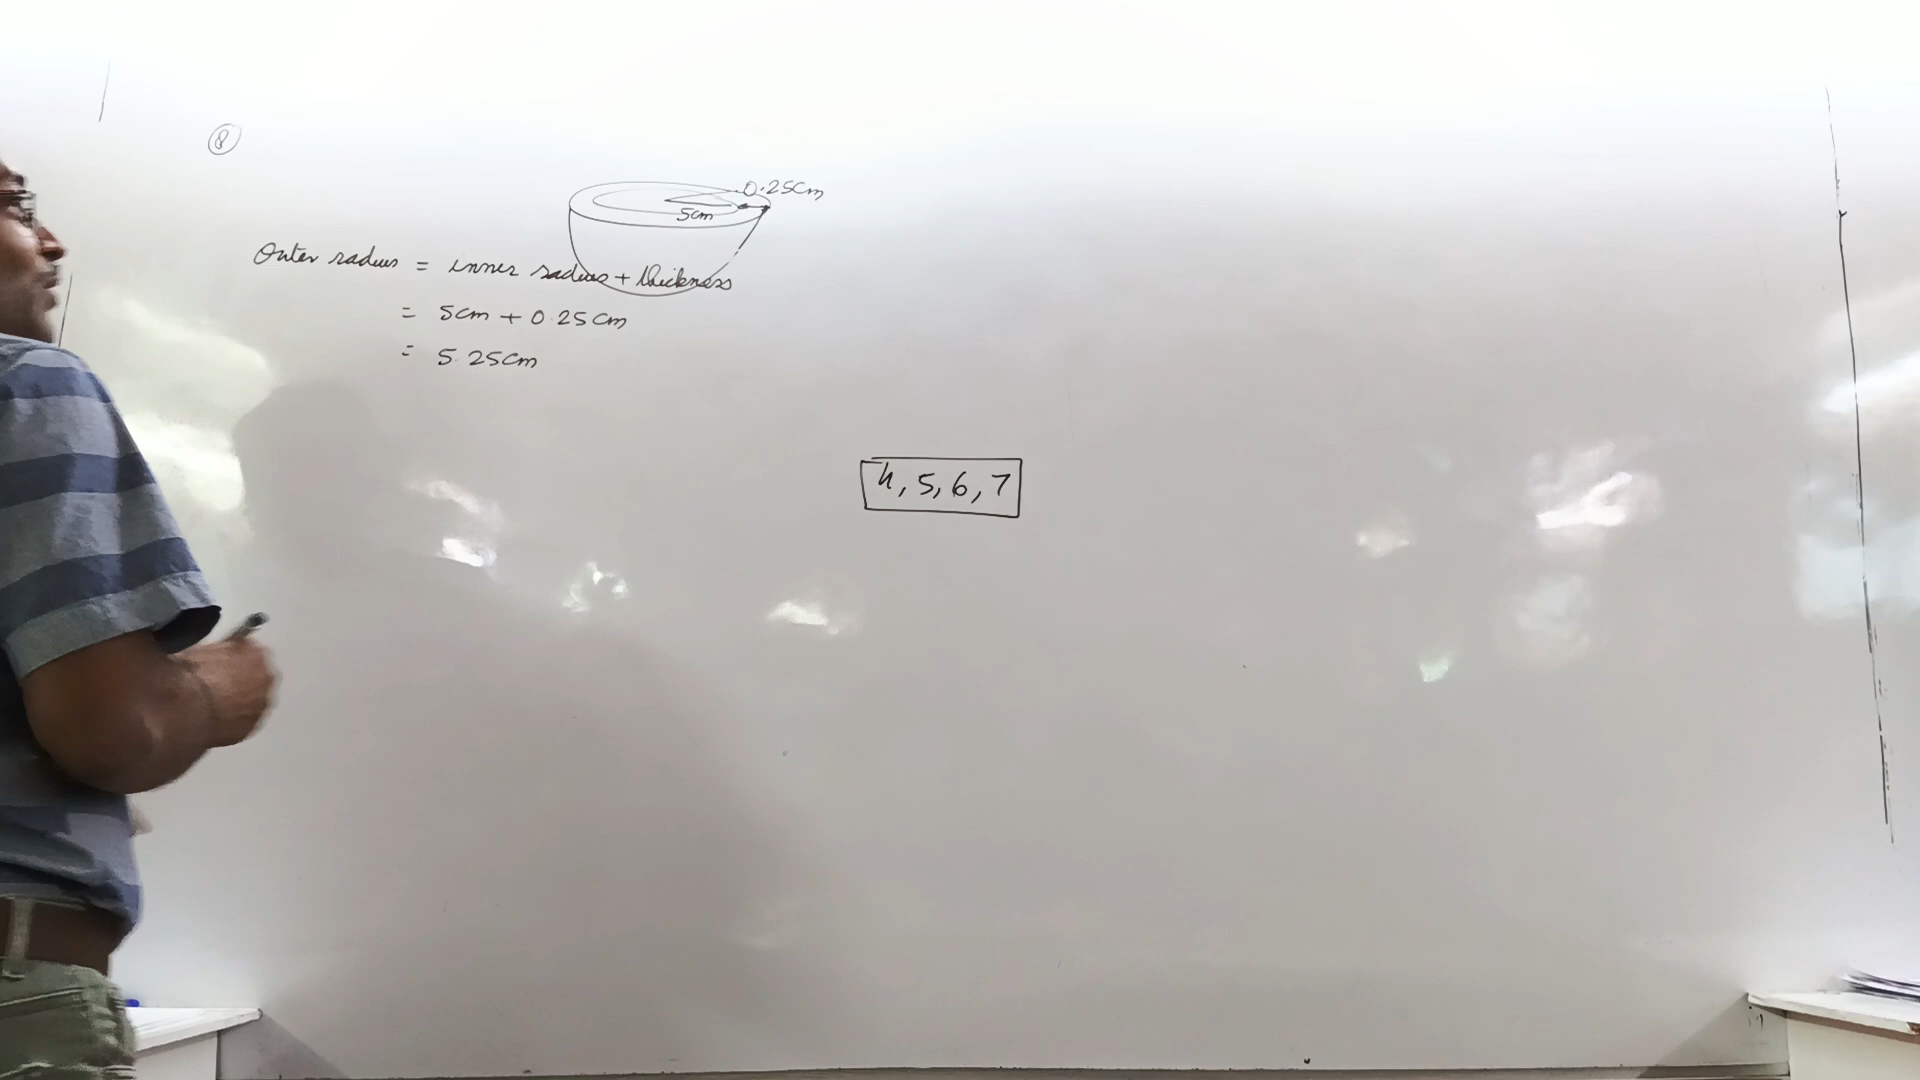 8
0.25cm
5cm
Outer radius = inner radius + thickness
= 5cm + 0.25cm
= 5.25cm
4, 5, 6, 7